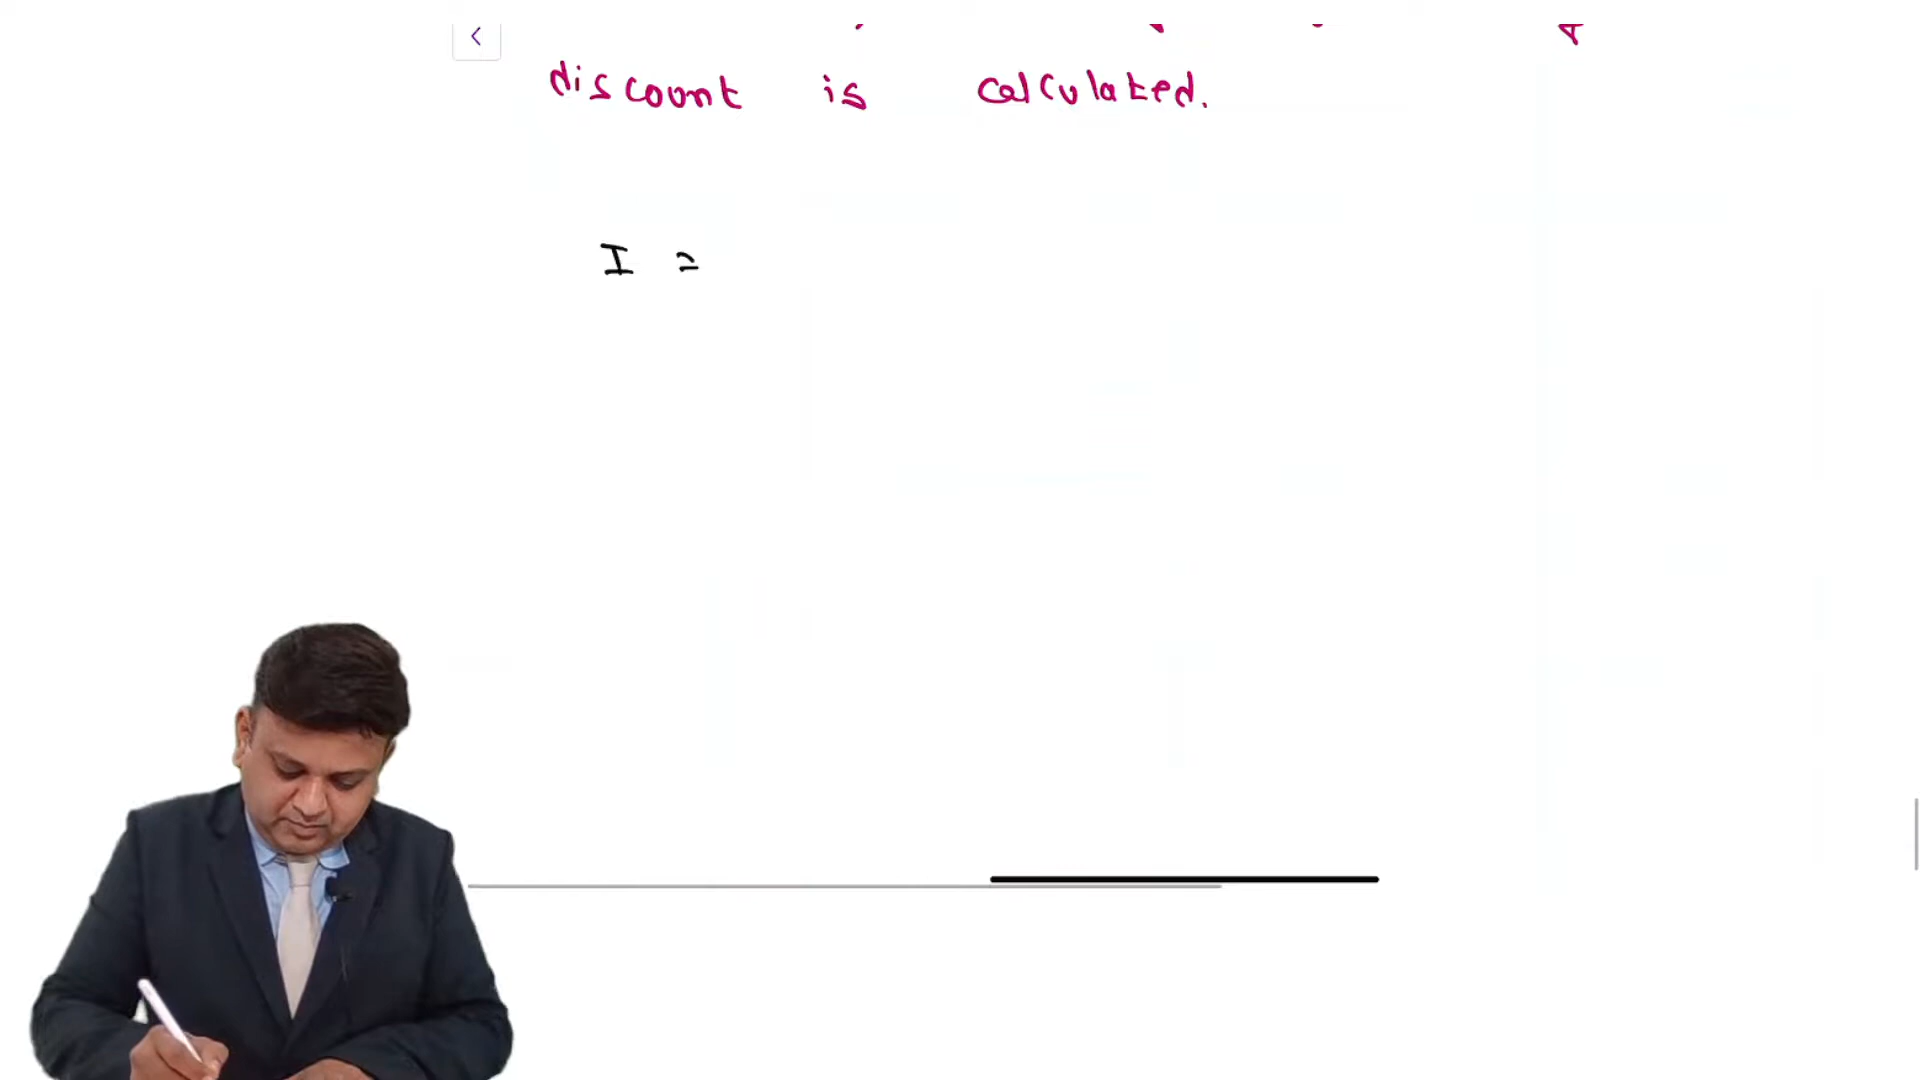 discount is calculated.
I =